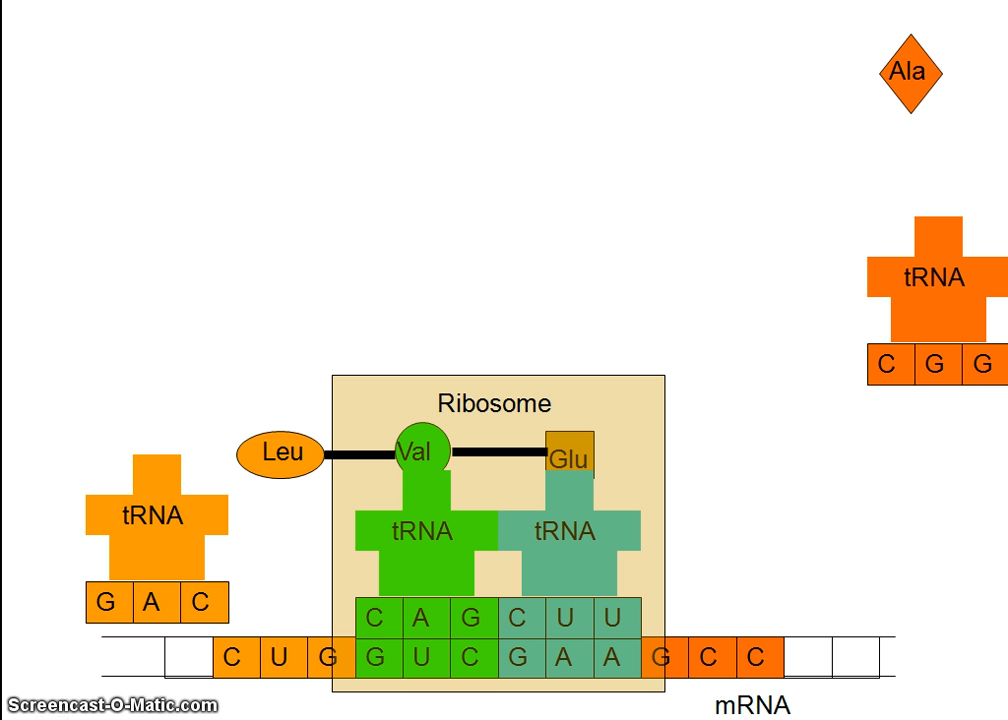 Ala
tRNA
C G G
Ribosome
Leu Val Glu
tRNA tRNA tRNA
G A C
C A G C U U
C U G G U C G A A G C C
mRNA
Screencast-O-Matic.com